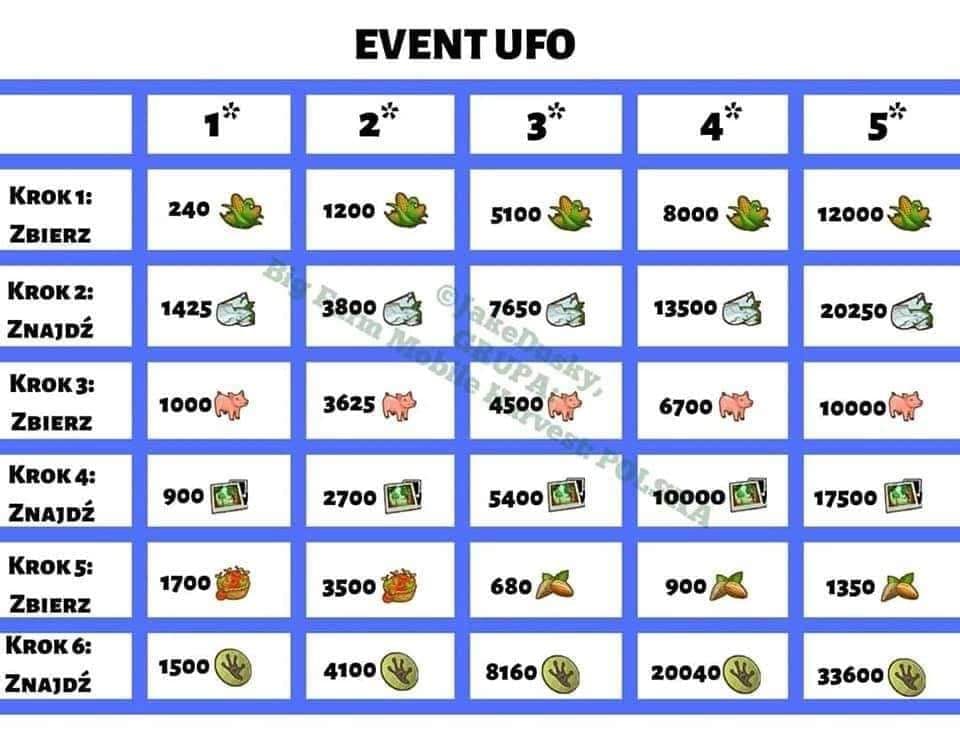 EVENT UFO
1* 2* 3* 4* 5*
Krok 1:
Zbierz
240 1200 5100 8000 12000
Krok 2:
Znajdź
1425 3800 7650 13500 20250
Krok 3:
Zbierz
1000 3625 4500 6700 10000
Krok 4:
Znajdź
900 2700 5400 10000 17500
Krok 5:
Zbierz
1700 3500 680 900 1350
Krok 6:
Znajdź
1500 4100 8160 20040 33600
©JakeDusky,
GRUPA:
Big Farm Mobile Harvest: POLSKA